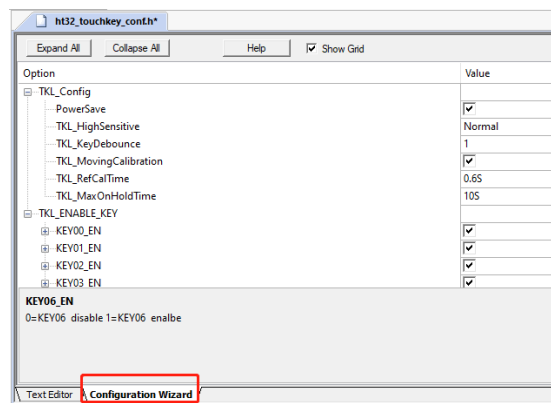 ht32_touchkey_conf.h*
Expand All Collapse All Help Show Grid
Option Value
TKL_Config
PowerSave
TKL_HighSensitive Normal
TKL_KeyDebounce 1
TKL_MovingCalibration
TKL_RefCalTime 0.6S
TKL_MaxOnHoldTime 10S
TKL_ENABLE_KEY
KEY00_EN
KEY01_EN
KEY02_EN
KEY03_EN
KEY06_EN
0=KEY06 disable 1=KEY06 enalbe
Text Editor Configuration Wizard